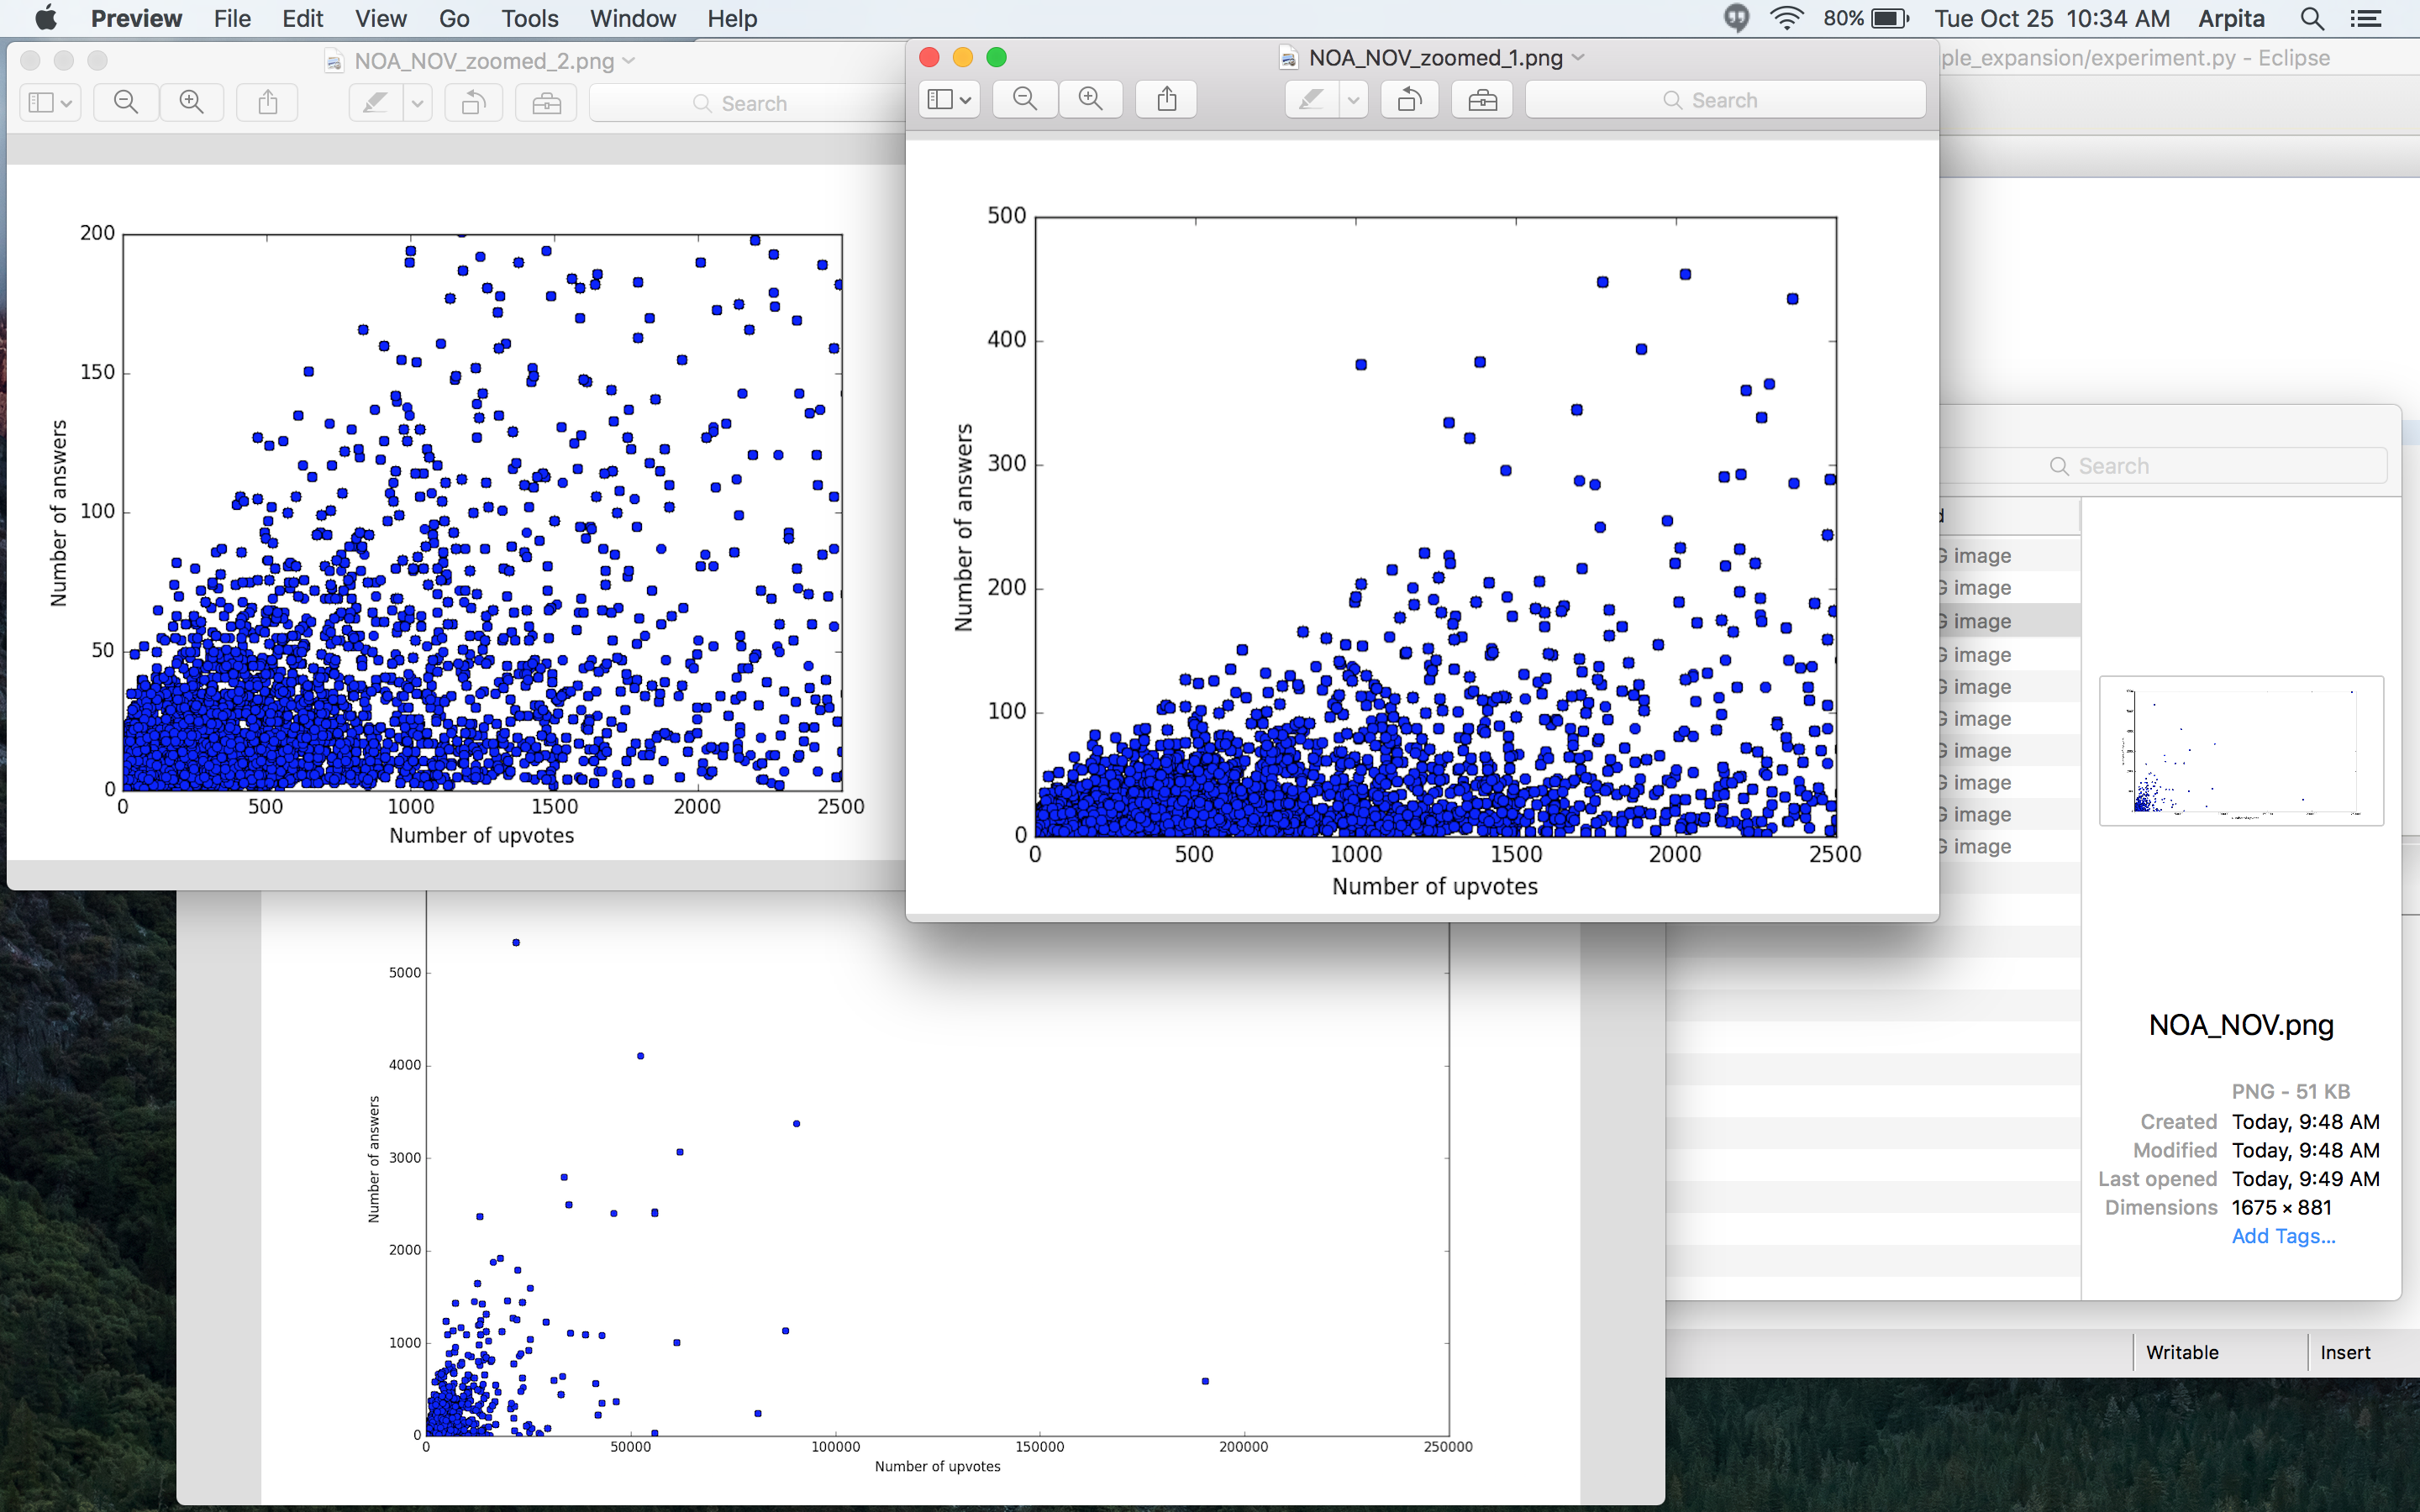 Preview File Edit View Go Tools Window Help
80% Tue Oct 25 10:34 AM Arpita
NOA_NOV_zoomed_2.png
Search
200
150
100
50
0
Number of answers
0 500 1000 1500 2000 2500
Number of upvotes
NOA_NOV_zoomed_1.png
Search
500
400
300
200
100
0
Number of answers
0 500 1000 1500 2000 2500
Number of upvotes
ple_expansion/experiment.py - Eclipse
Search
G image
G image
G image
G image
G image
G image
G image
G image
G image
G image
NOA_NOV.png
PNG - 51 KB
Created Today, 9:48 AM
Modified Today, 9:48 AM
Last opened Today, 9:49 AM
Dimensions 1675 × 881
Add Tags...
Writable
Insert
5000
4000
3000
2000
1000
0
Number of answers
0 50000 100000 150000 200000 250000
Number of upvotes